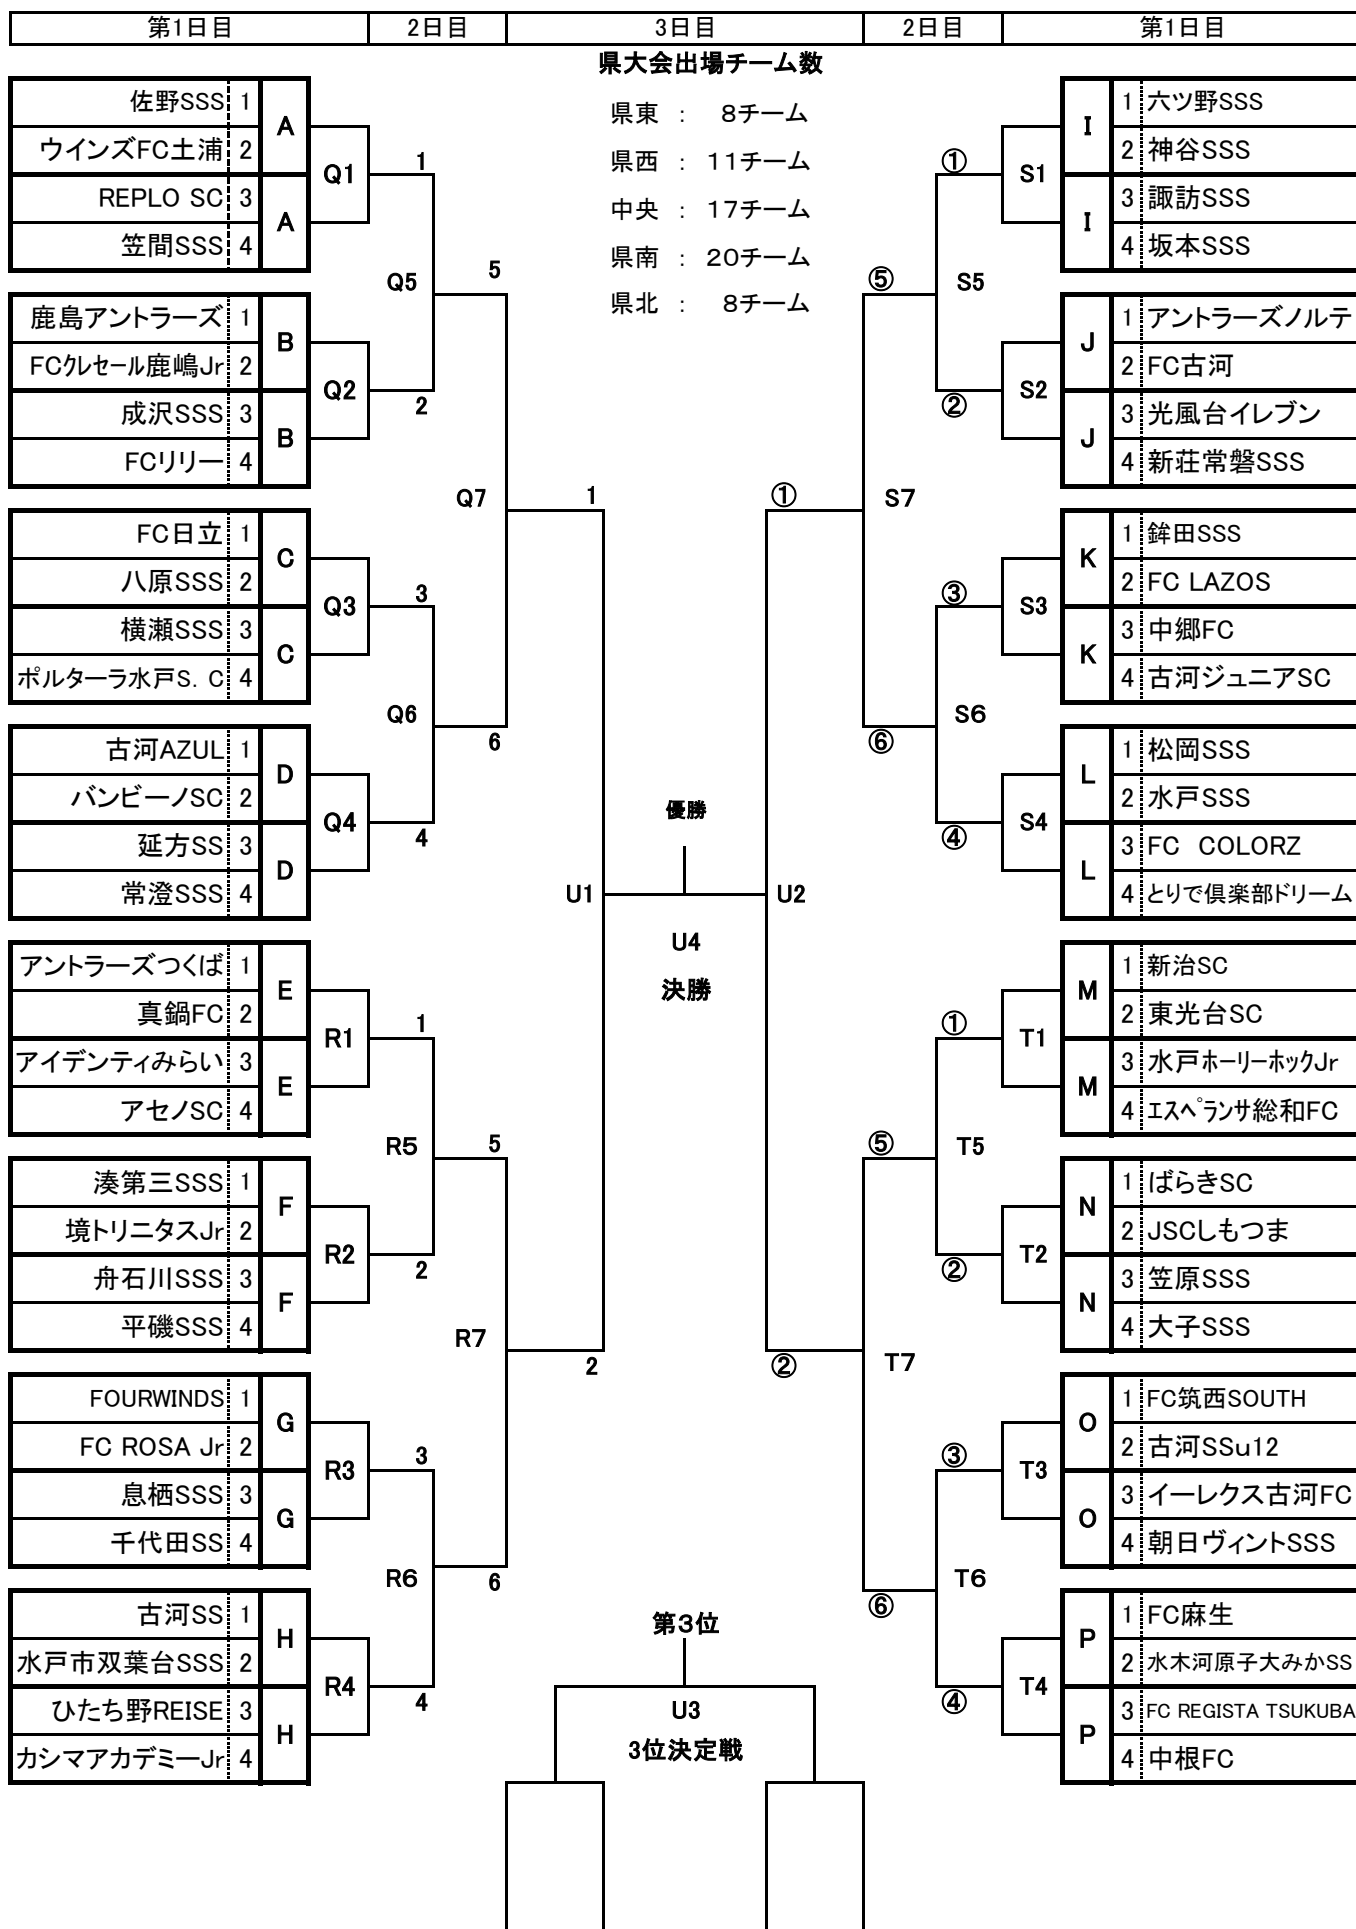 第1日目 2日目 3日目 2日目 第1日目
県大会出場チーム数
県東 ： 8チーム
県西 ： 11チーム
中央 ： 17チーム
県南 ： 20チーム
県北 ： 8チーム
佐野SSS 1
ウインズFC土浦 2
REPLO SC 3
笠間SSS 4
A
A
Q1
鹿島アントラーズ 1
FCクレセール鹿嶋Jr 2
成沢SSS 3
FCリリー 4
B
B
Q2
FC日立 1
八原SSS 2
横瀬SSS 3
ポルターラ水戸S．C 4
C
C
Q3
古河AZUL 1
バンビーノSC 2
延方SS 3
常澄SSS 4
D
D
Q4
アントラーズつくば 1
真鍋FC 2
アイデンティみらい 3
アセノSC 4
E
E
R1
湊第三SSS 1
境トリニタスJr 2
舟石川SSS 3
平磯SSS 4
F
F
R2
FOURWINDS 1
FC ROSA Jr 2
息栖SSS 3
千代田SS 4
G
G
R3
古河SS 1
水戸市双葉台SSS 2
ひたち野REISE 3
カシマアカデミーJr 4
H
H
R4
1
Q5
2
3
Q6
4
1
R5
2
3
R6
4
5
Q7
6
5
R7
6
1
U1
2
優勝
U4
決勝
第3位
U3
3位決定戦
①
U2
②
⑤
S7
⑥
⑤
T7
⑥
①
S5
②
③
S6
④
①
T5
②
③
T6
④
S1
I
I
1 六ツ野SSS
2 神谷SSS
3 諏訪SSS
4 坂本SSS
S2
J
J
1 アントラーズノルテ
2 FC古河
3 光風台イレブン
4 新荘常磐SSS
S3
K
K
1 鉾田SSS
2 FC LAZOS
3 中郷FC
4 古河ジュニアSC
S4
L
L
1 松岡SSS
2 水戸SSS
3 FC　COLORZ
4 とりで倶楽部ドリーム
T1
M
M
1 新治SC
2 東光台SC
3 水戸ホーリーホックJr
4 エスペランサ総和FC
T2
N
N
1 ばらきSC
2 JSCしもつま
3 笠原SSS
4 大子SSS
T3
O
O
1 FC筑西SOUTH
2 古河SSu12
3 イーレクス古河FC
4 朝日ヴィントSSS
T4
P
P
1 FC麻生
2 水木河原子大みかSS
3 FC REGISTA TSUKUBA
4 中根FC